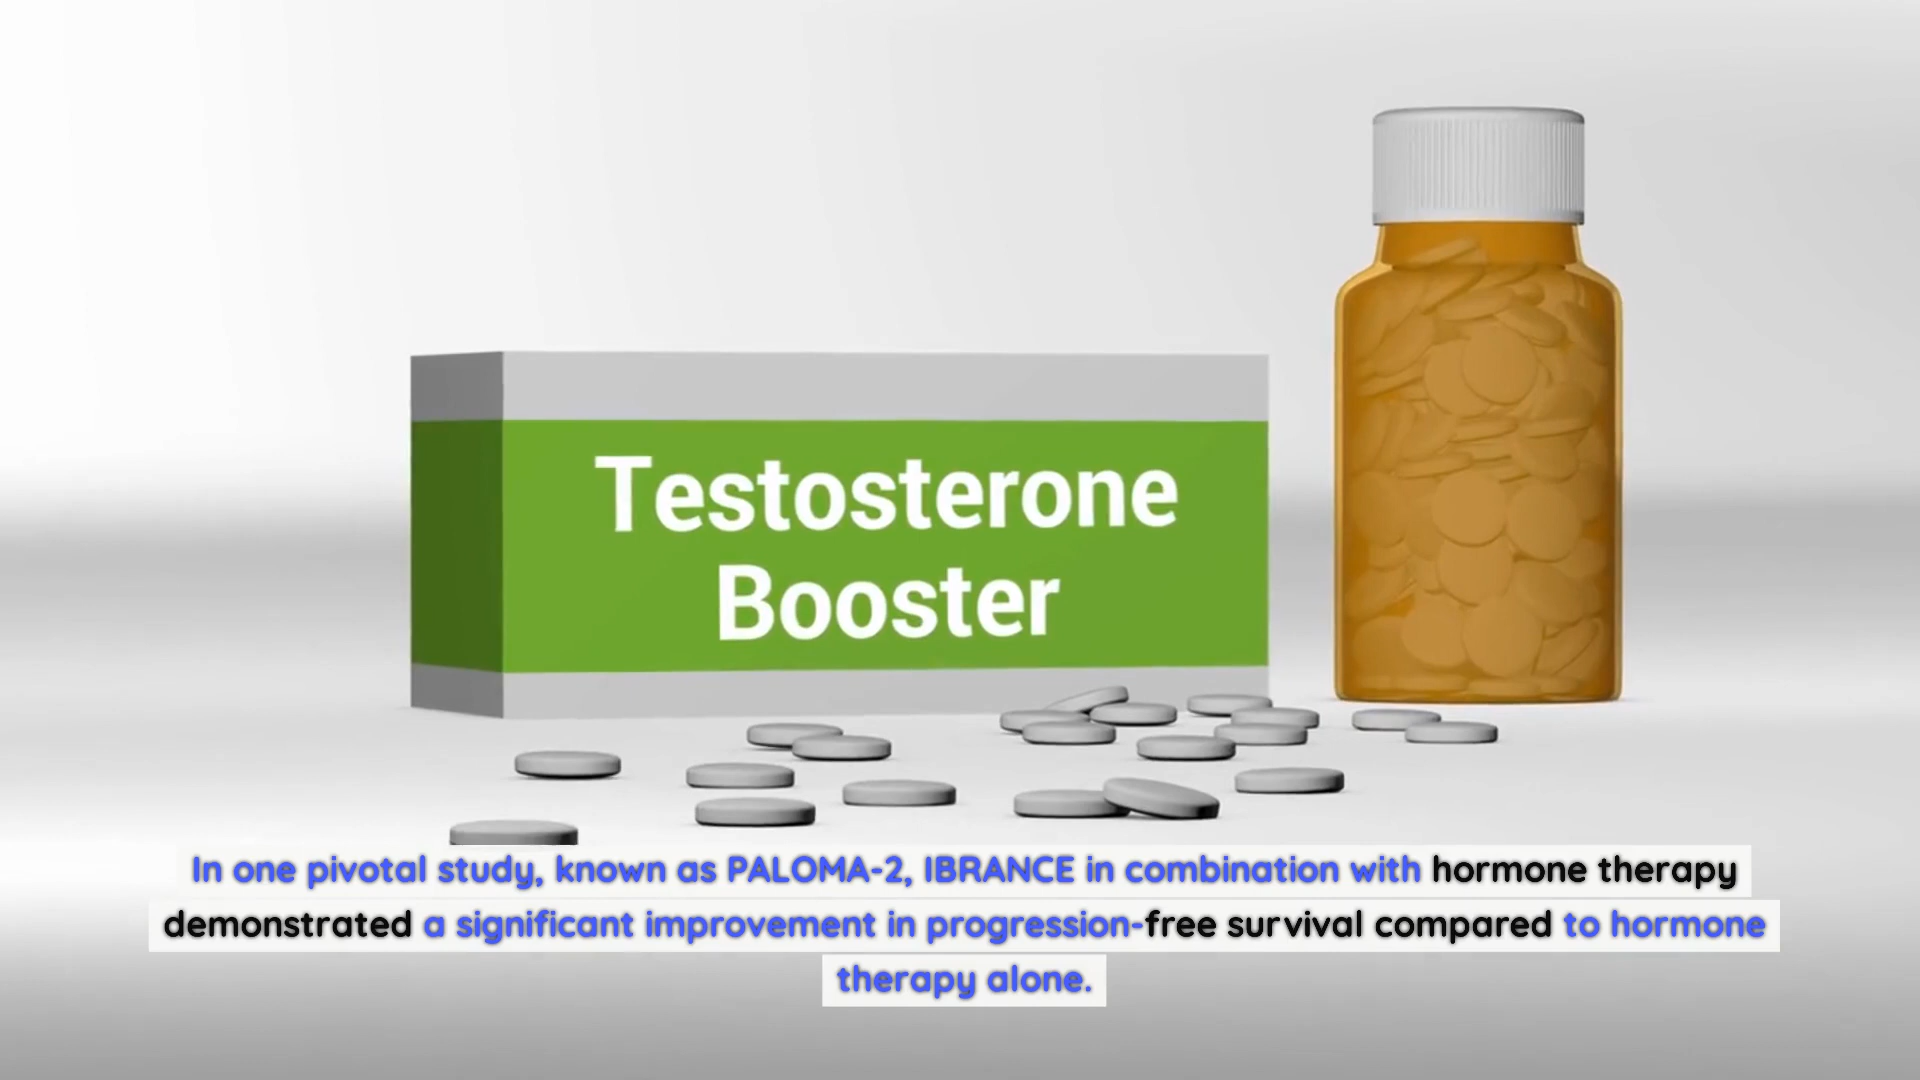 Testosterone
Booster
In one pivotal study, known as PALOMA-2, IBRANCE in combination with hormone therapy
demonstrated a significant improvement in progression-free survival compared to hormone
therapy alone.